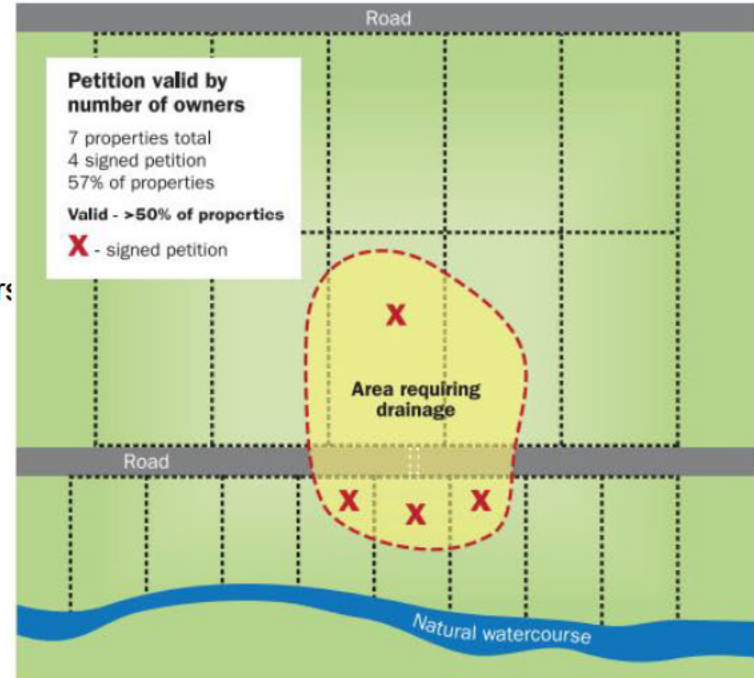 Road
Petition valid by
number of owners
7 properties total
4 signed petition
57% of properties
Valid - >50% of properties
X - signed petition
X
Area requiring
drainage
Road
X X X
Natural watercourse